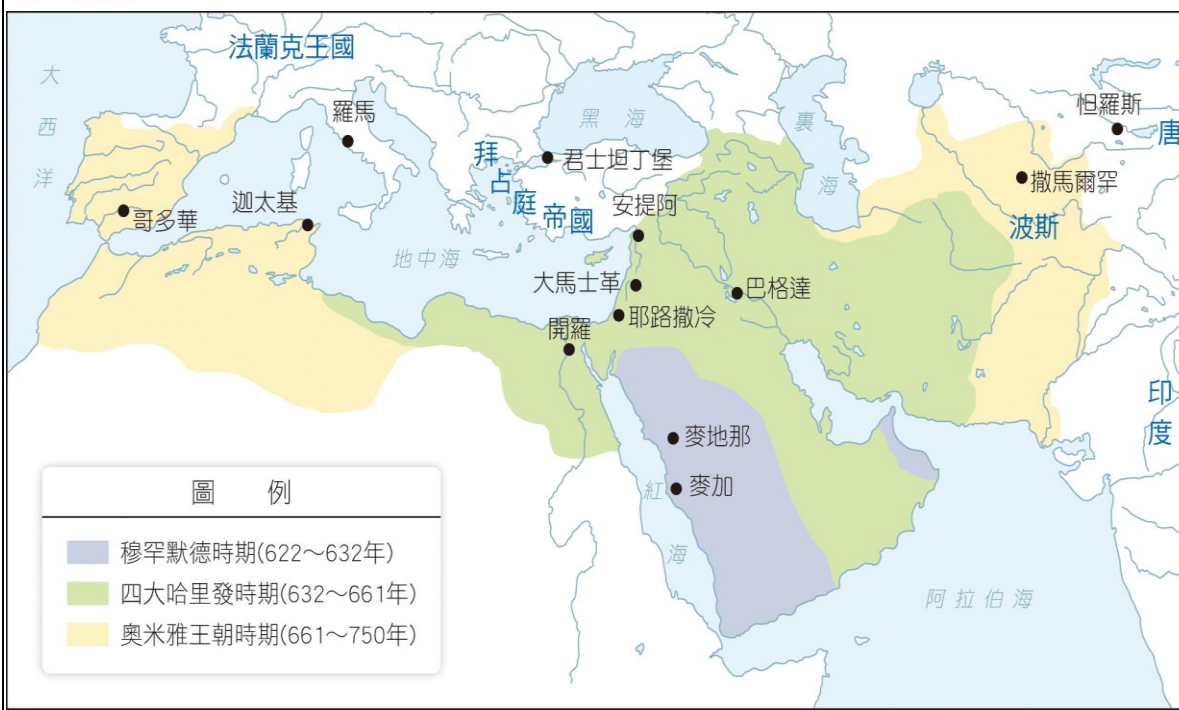 法蘭克王國
大西洋
羅馬
黑海
裏海
怛羅斯
唐
拜占庭帝國
君士坦丁堡
撒馬爾罕
哥多華
迦太基
安提阿
波斯
地中海
大馬士革
巴格達
耶路撒冷
開羅
印度
麥地那
麥加
紅海
阿拉伯海
圖例
穆罕默德時期(622～632年)
四大哈里發時期(632～661年)
奧米雅王朝時期(661～750年)